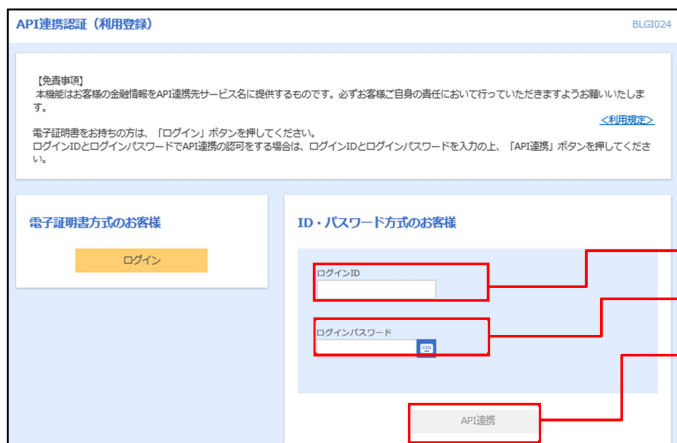 API連携認証（利用登録）
BLGI024
【免責事項】
本機能はお客様の金融情報をAPI連携先サービス名に提供するものです。必ずお客様ご自身の責任において行っていただきますようお願いいたしま
す。
＜利用規定＞
電子証明書をお持ちの方は、「ログイン」ボタンを押してください。
ログインIDとログインパスワードでAPI連携の認可をする場合は、ログインIDとログインパスワードを入力の上、「API連携」ボタンを押してくださ
い。
電子証明書方式のお客様
ログイン
ID・パスワード方式のお客様
ログインID
ログインパスワード
API連携